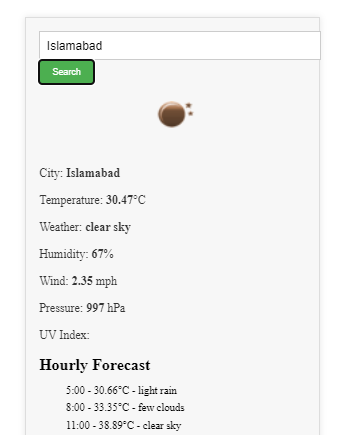 Islamabad
Search
City: Islamabad
Temperature: 30.47°C
Weather: clear sky
Humidity: 67%
Wind: 2.35 mph
Pressure: 997 hPa
UV Index:
Hourly Forecast
5:00 - 30.66°C - light rain
8:00 - 33.35°C - few clouds
11:00 - 38.89°C - clear sky